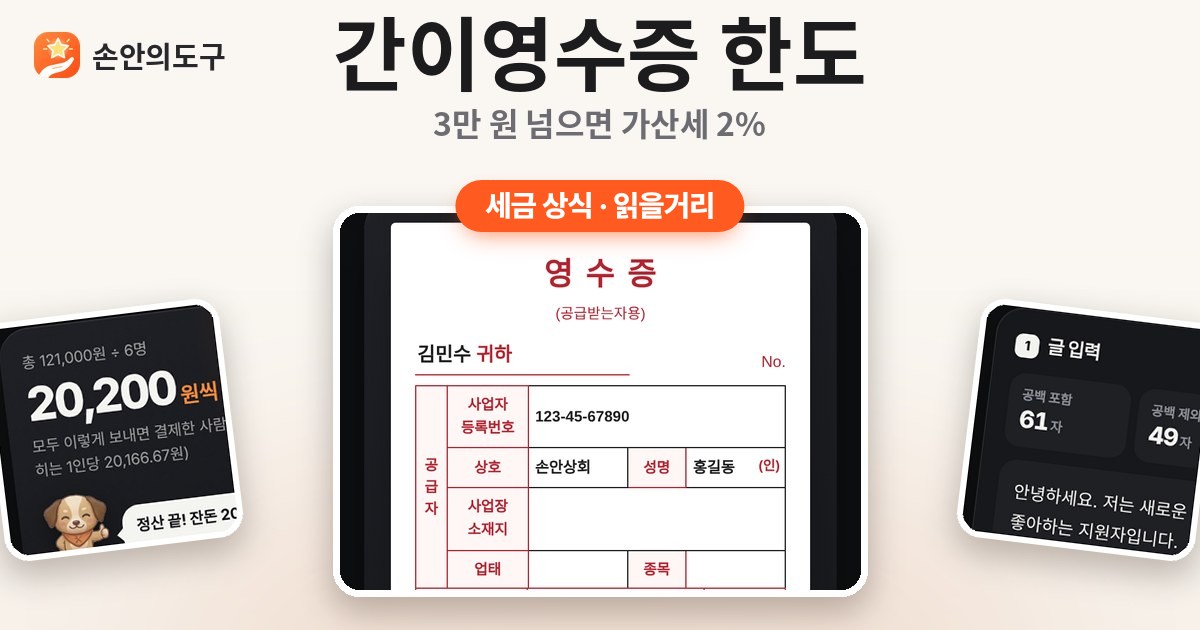 손안의도구
간이영수증 한도
3만 원 넘으면 가산세 2%
세금 상식 · 읽을거리
총 121,000원 ÷ 6명
20,200원씩
모두 이렇게 보내면 결제한 사람
히는 1인당 20,166.67원)
정산 끝! 잔돈 20
영 수 증
(공급받는자용)
김민수 귀하
No.
공급자
사업자
등록번호
123-45-67890
상호
손안상회
성명
홍길동
(인)
사업장
소재지
업태
종목
1 글 입력
공백 포함
61자
공백 제외
49자
안녕하세요. 저는 새로운
좋아하는 지원자입니다.